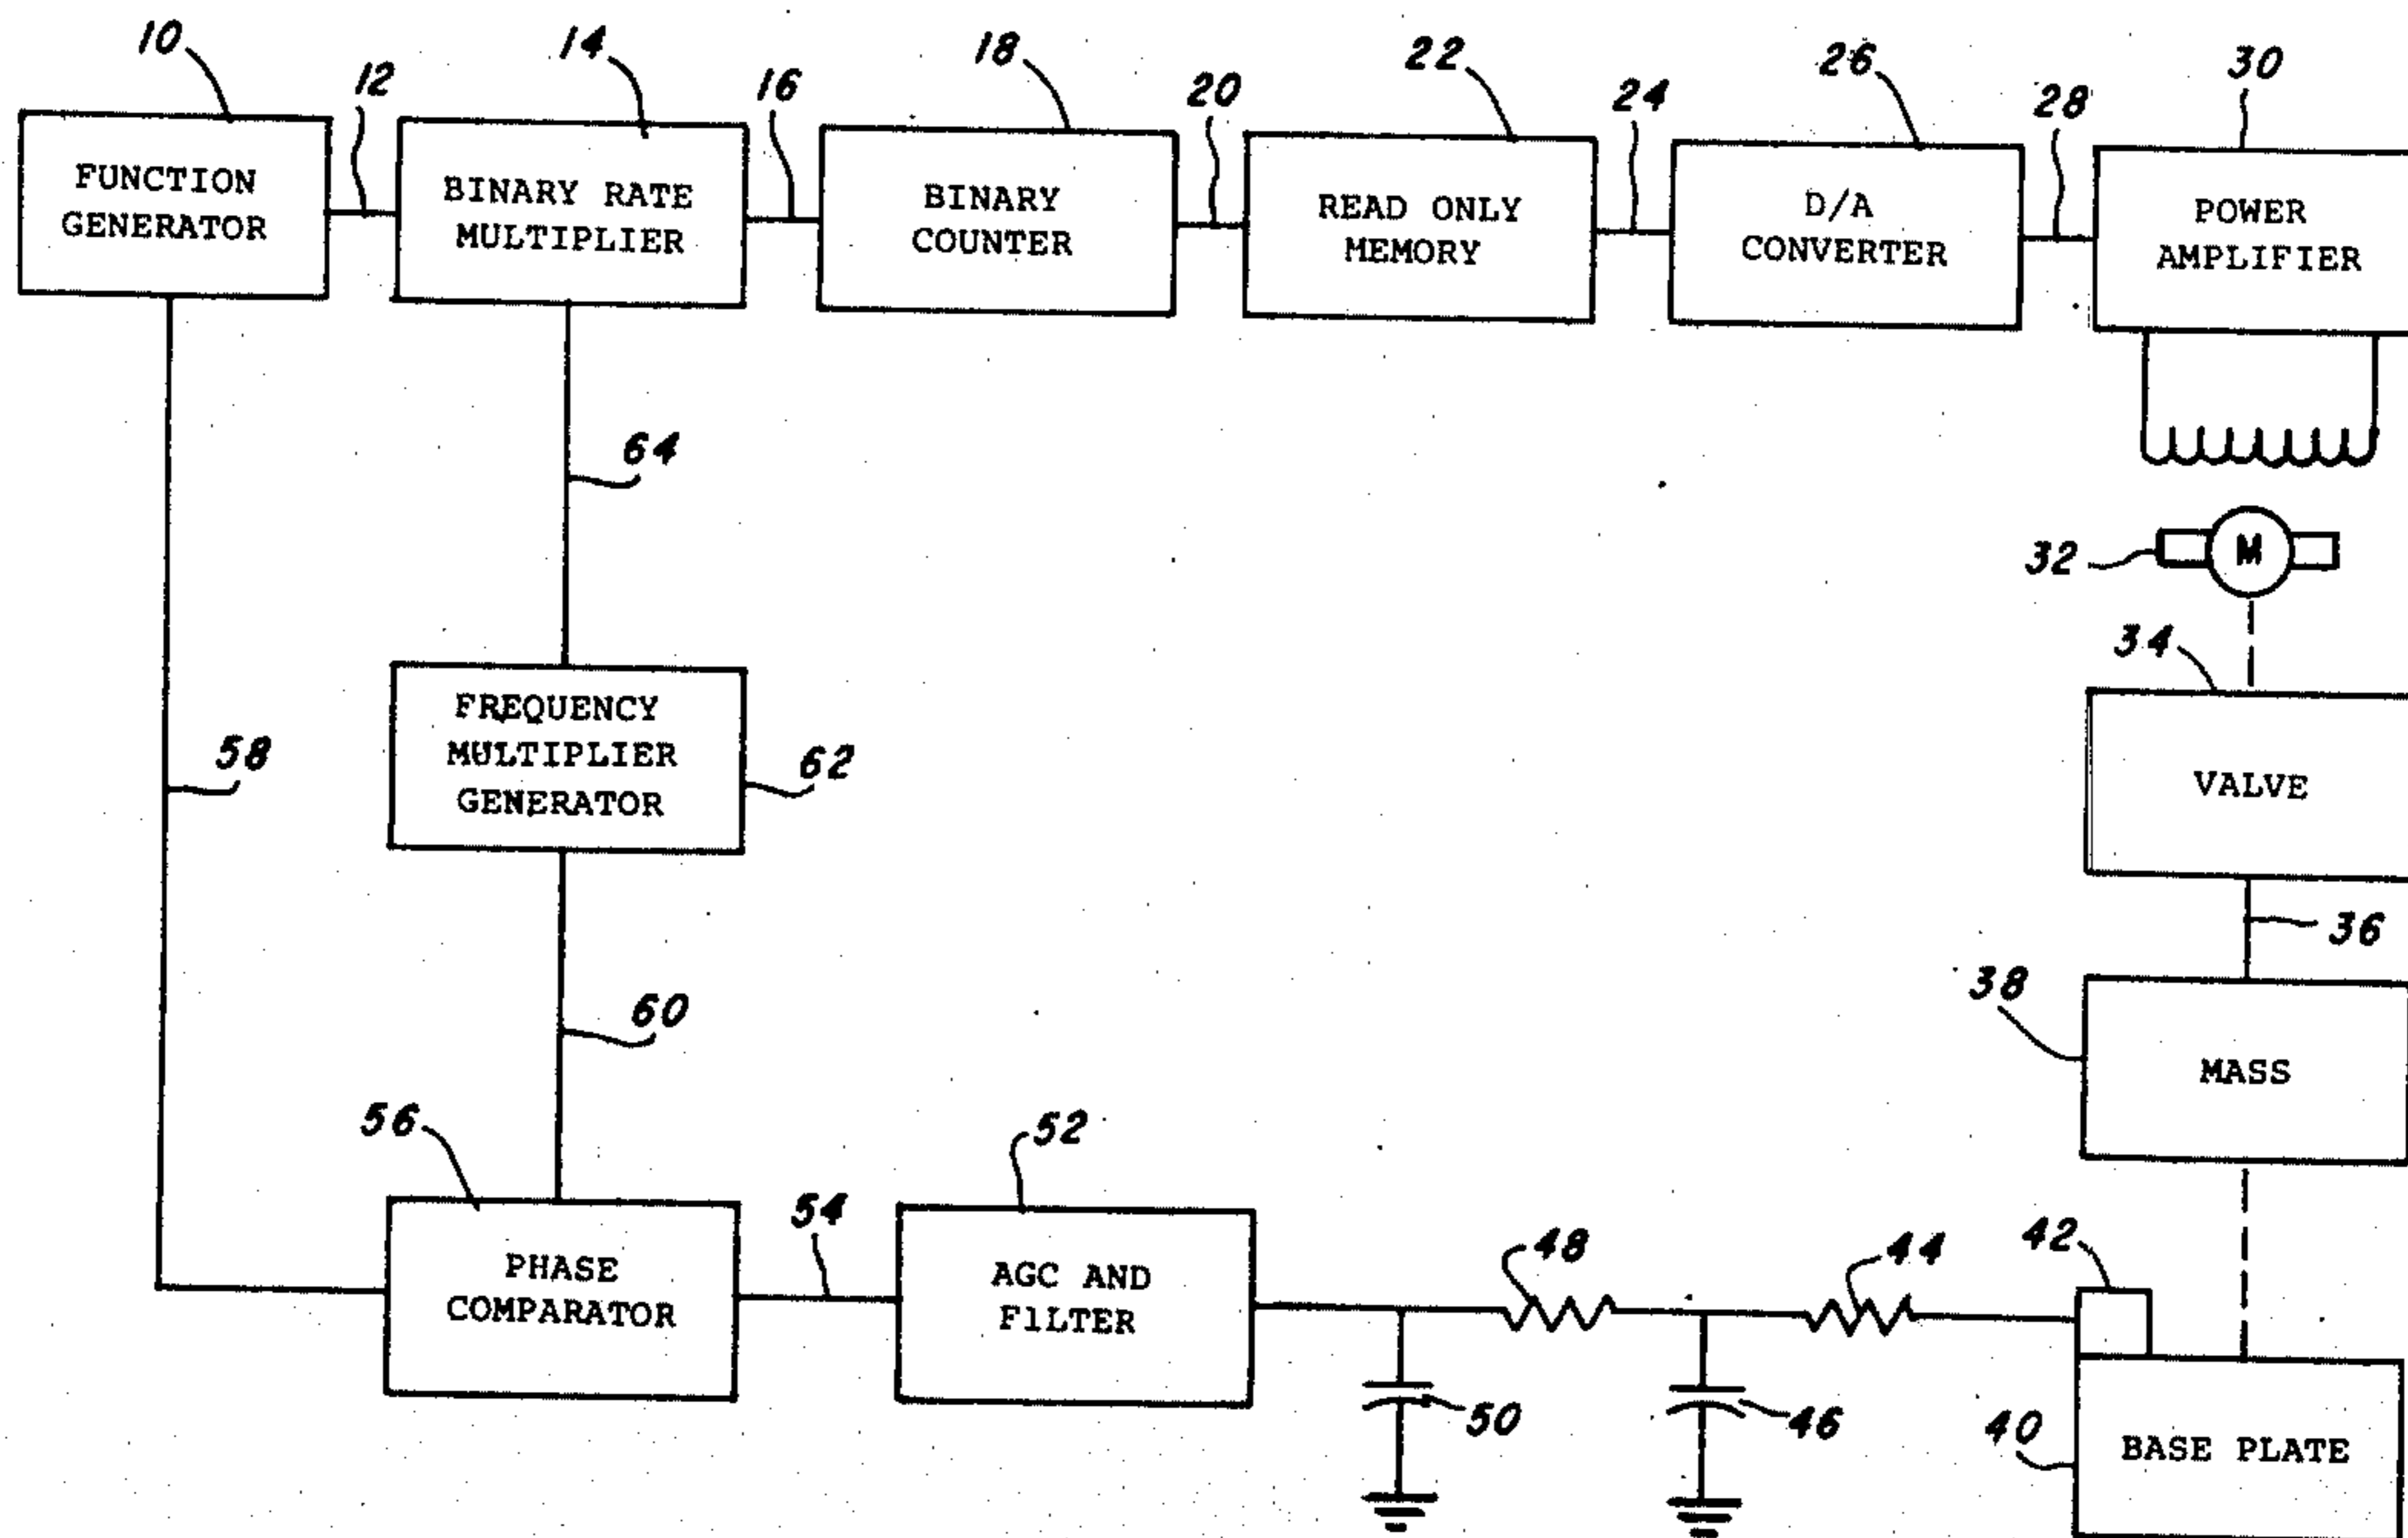 10
12
14
16
18
20
22
24
26
28
30
FUNCTION
GENERATOR
BINARY RATE
MULTIPLIER
BINARY
COUNTER
READ ONLY
MEMORY
D/A
CONVERTER
POWER
AMPLIFIER
64
32
M
34
58
FREQUENCY
MULTIPLIER
GENERATOR
62
VALVE
36
60
38
MASS
56
52
54
48
44
42
PHASE
COMPARATOR
AGC AND
FILTER
50
46
40
BASE PLATE